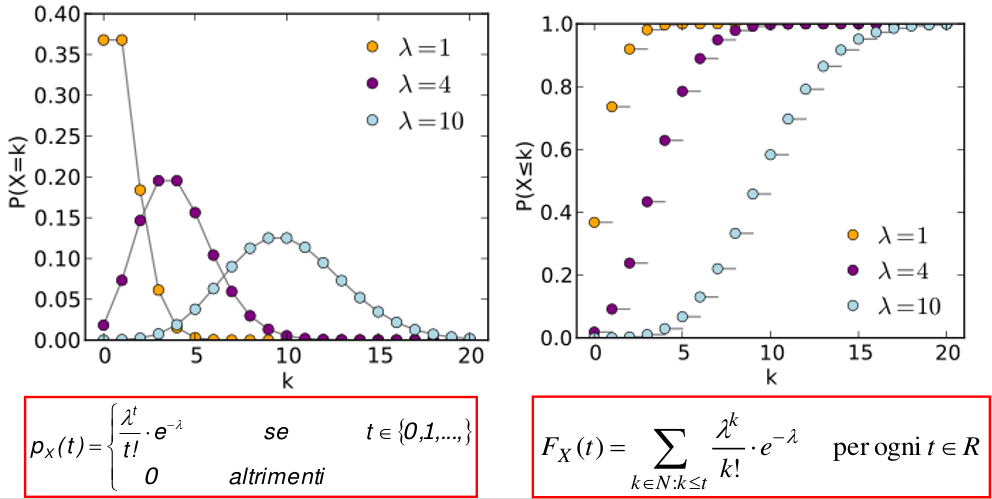 0.40
0.35
0.30
0.25
0.20
0.15
0.10
0.05
0.00
P(X=k)
λ=1
λ=4
λ=10
0 5 10 15 20
k
1.0
0.8
0.6
0.4
0.2
0.0
P(X≤k)
λ=1
λ=4
λ=10
0 5 10 15 20
k
p_X(t) = { λ^t/t! · e^{−λ} se t ∈ {0,1,...,}
0 altrimenti
F_X(t) = ∑_{k∈N:k≤t} λ^k/k! · e^{−λ} per ogni t ∈ R